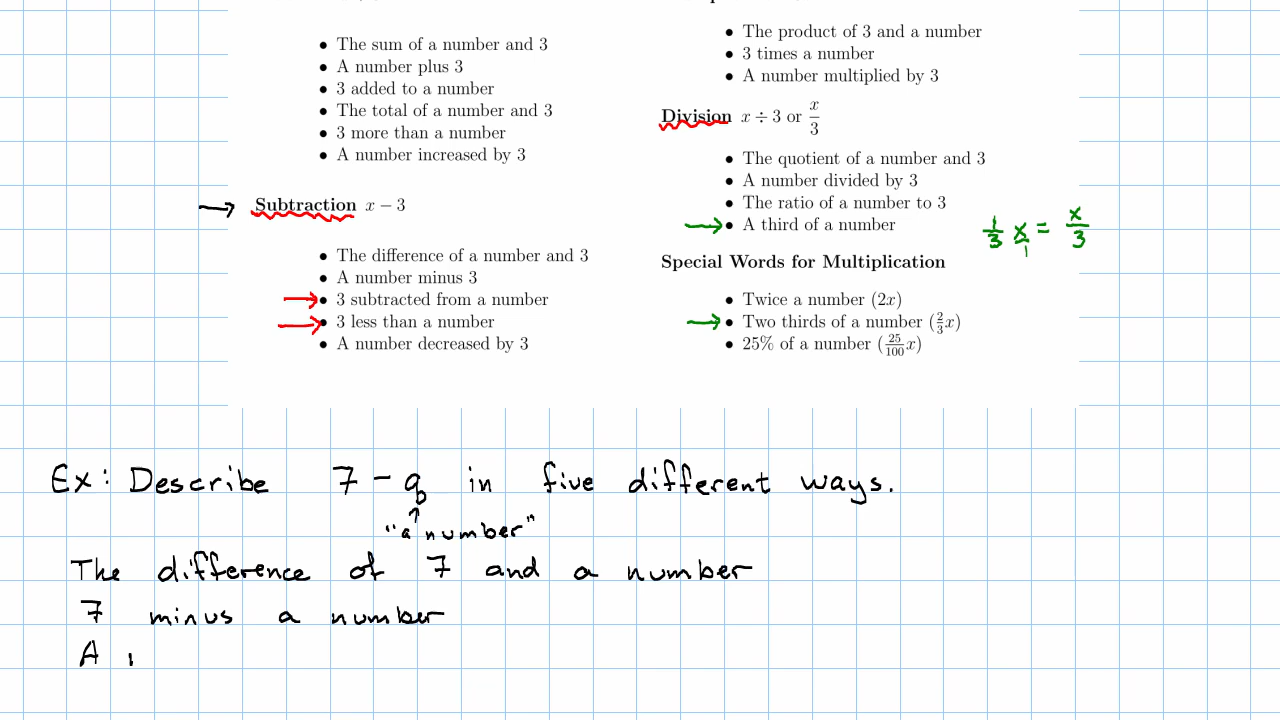 • The sum of a number and 3
• A number plus 3
• 3 added to a number
• The total of a number and 3
• 3 more than a number
• A number increased by 3
Subtraction x − 3
• The difference of a number and 3
• A number minus 3
• 3 subtracted from a number
• 3 less than a number
• A number decreased by 3
• The product of 3 and a number
• 3 times a number
• A number multiplied by 3
Division x ÷ 3 or x/3
• The quotient of a number and 3
• A number divided by 3
• The ratio of a number to 3
• A third of a number
1/3 x/1 = x/3
Special Words for Multiplication
• Twice a number (2x)
• Two thirds of a number (2/3 x)
• 25% of a number (25/100 x)
Ex: Describe 7 − q in five different ways.
"a number"
The difference of 7 and a number
7 minus a number
A